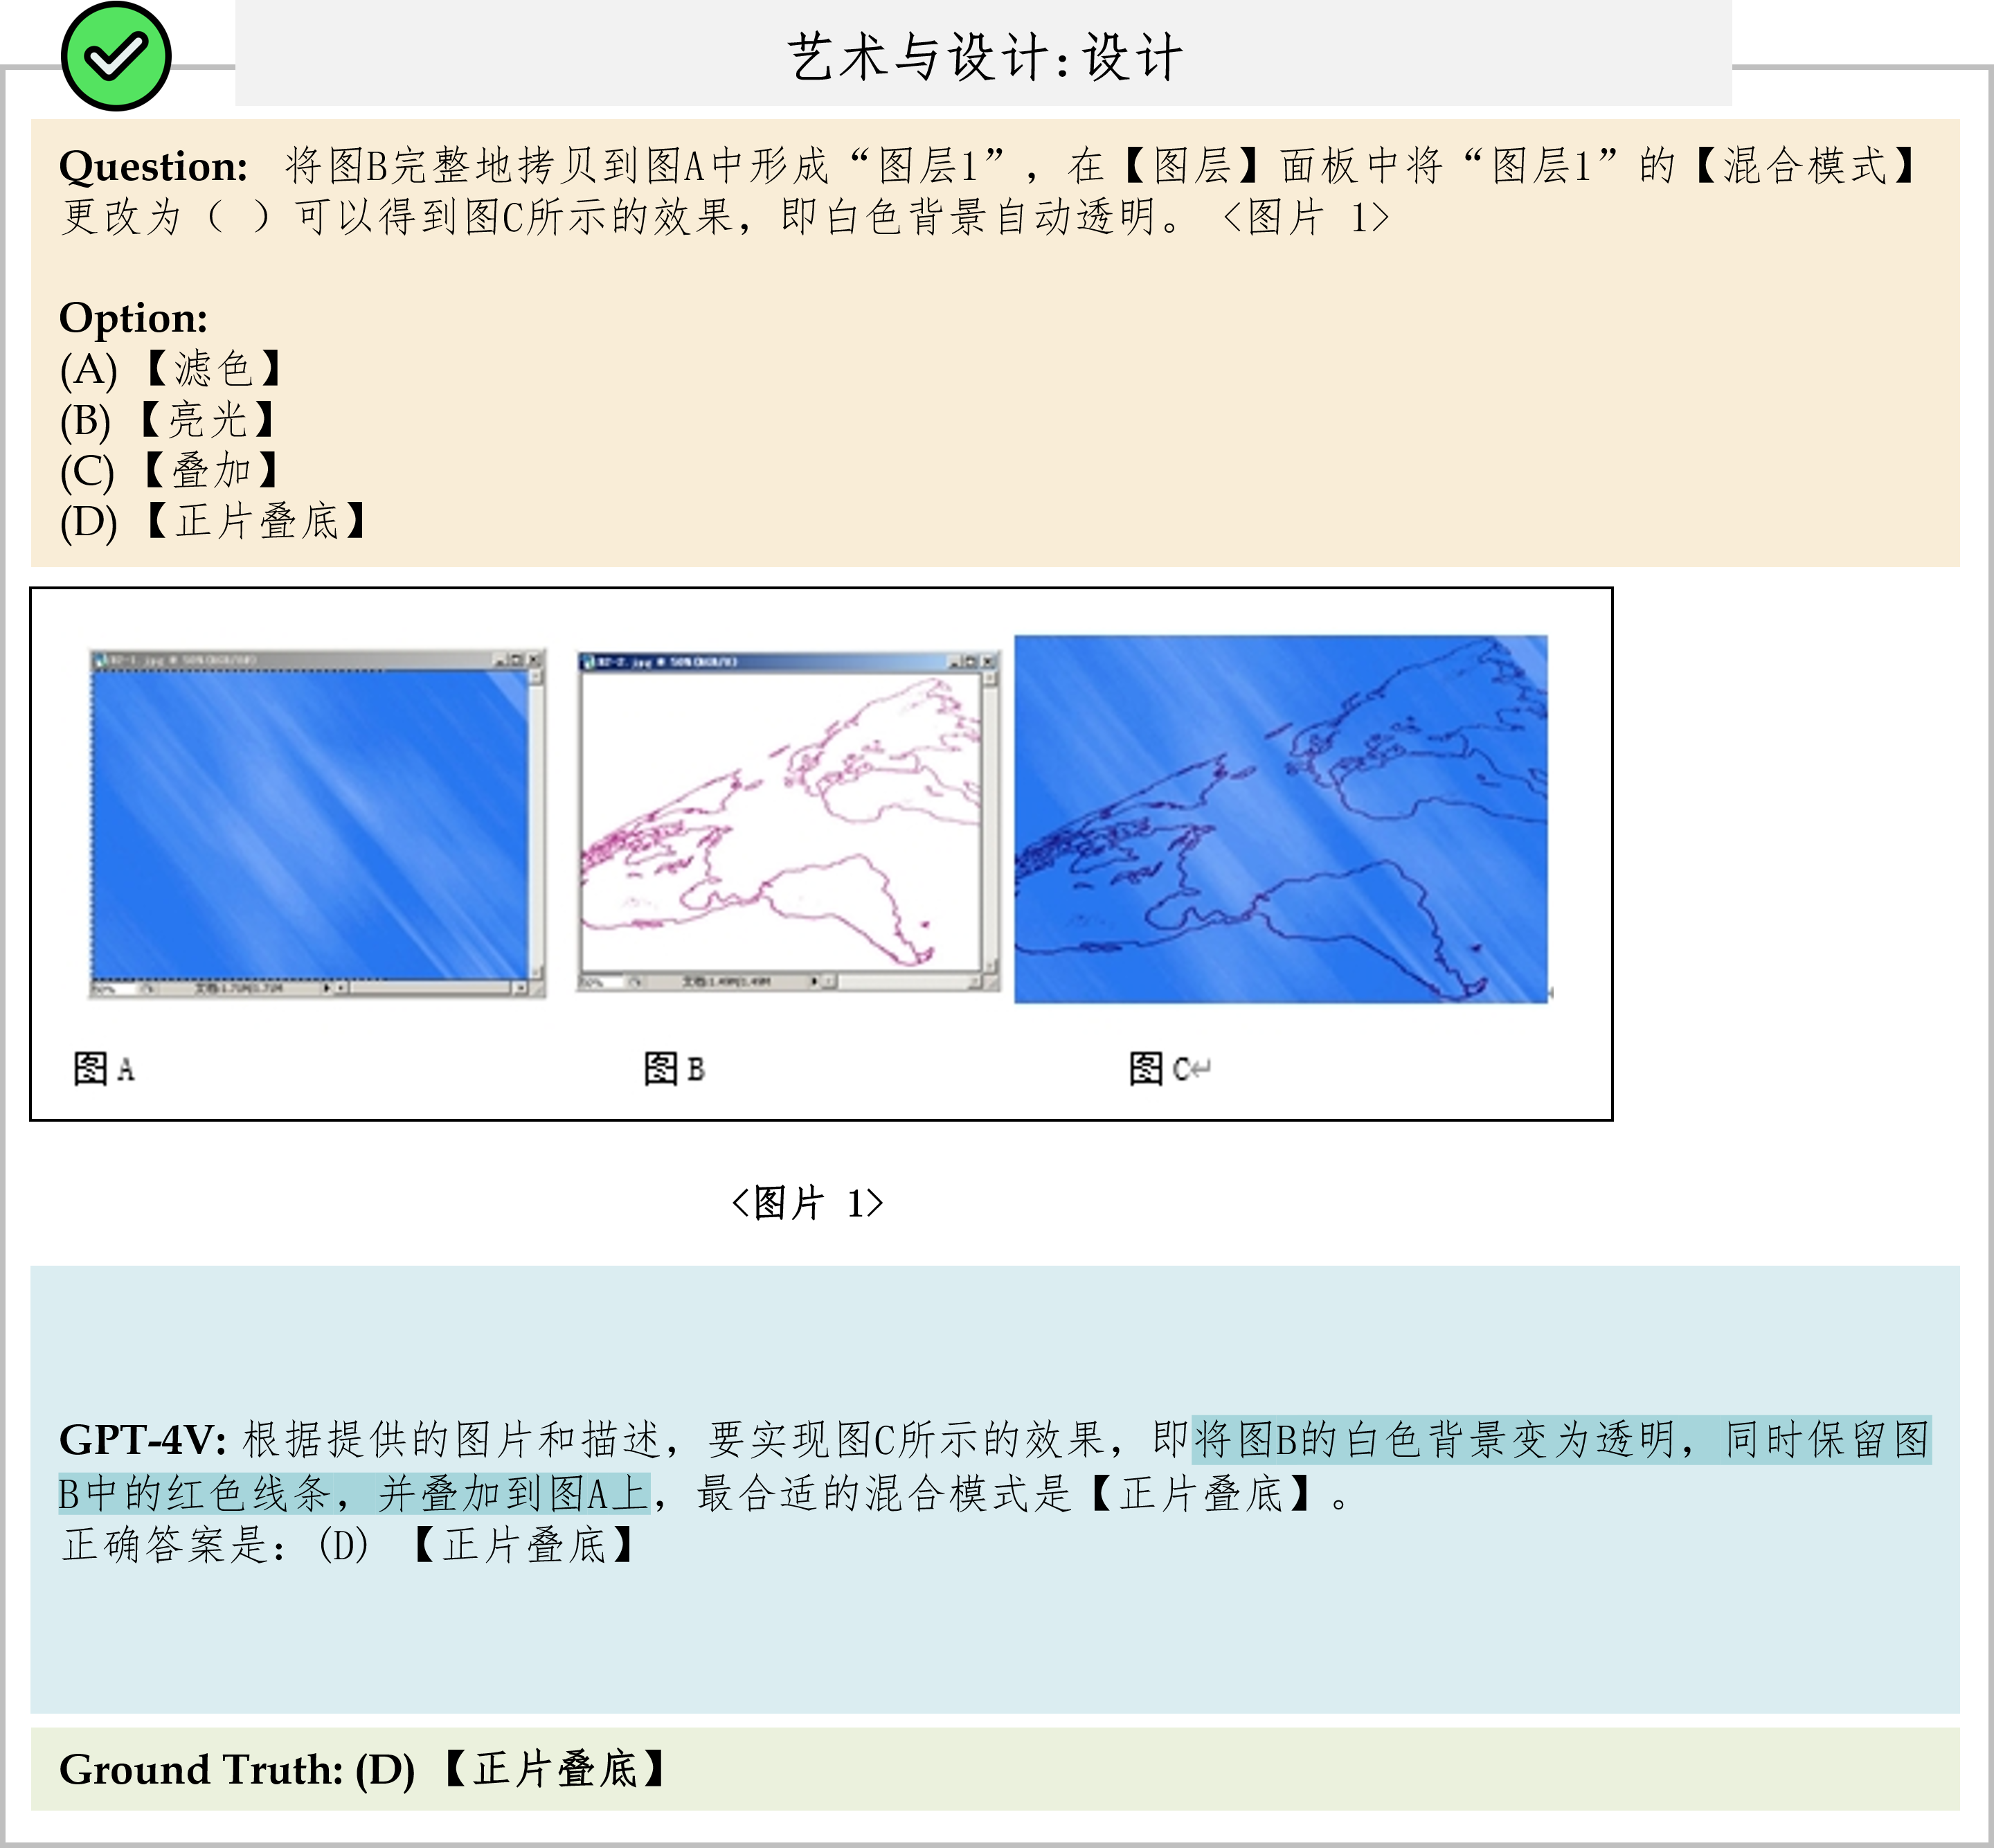 艺术与设计:设计
Question: 将图B完整地拷贝到图A中形成“图层1”，在【图层】面板中将“图层1”的【混合模式】
更改为（ ）可以得到图C所示的效果，即白色背景自动透明。<图片 1>
Option:
(A) 【滤色】
(B) 【亮光】
(C) 【叠加】
(D) 【正片叠底】
图 A
图 B
图 C↵
<图片 1>
GPT-4V: 根据提供的图片和描述，要实现图C所示的效果，即将图B的白色背景变为透明，同时保留图
B中的红色线条，并叠加到图A上，最合适的混合模式是【正片叠底】。
正确答案是：(D) 【正片叠底】
Ground Truth: (D) 【正片叠底】